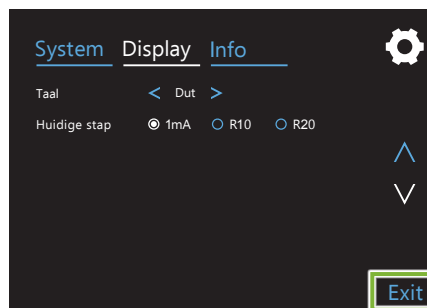 System Display Info
Taal < Dut >
Huidige stap 1mA R10 R20
Exit